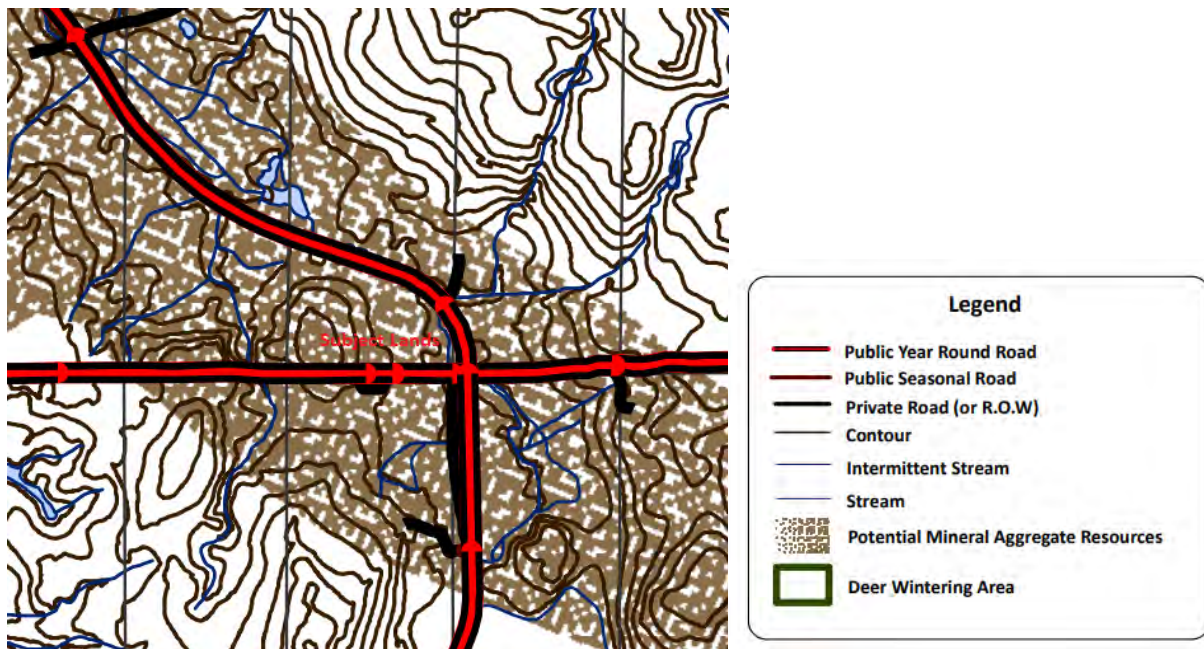 Subject Lands
Legend
Public Year Round Road
Public Seasonal Road
Private Road (or R.O.W)
Contour
Intermittent Stream
Stream
Potential Mineral Aggregate Resources
Deer Wintering Area